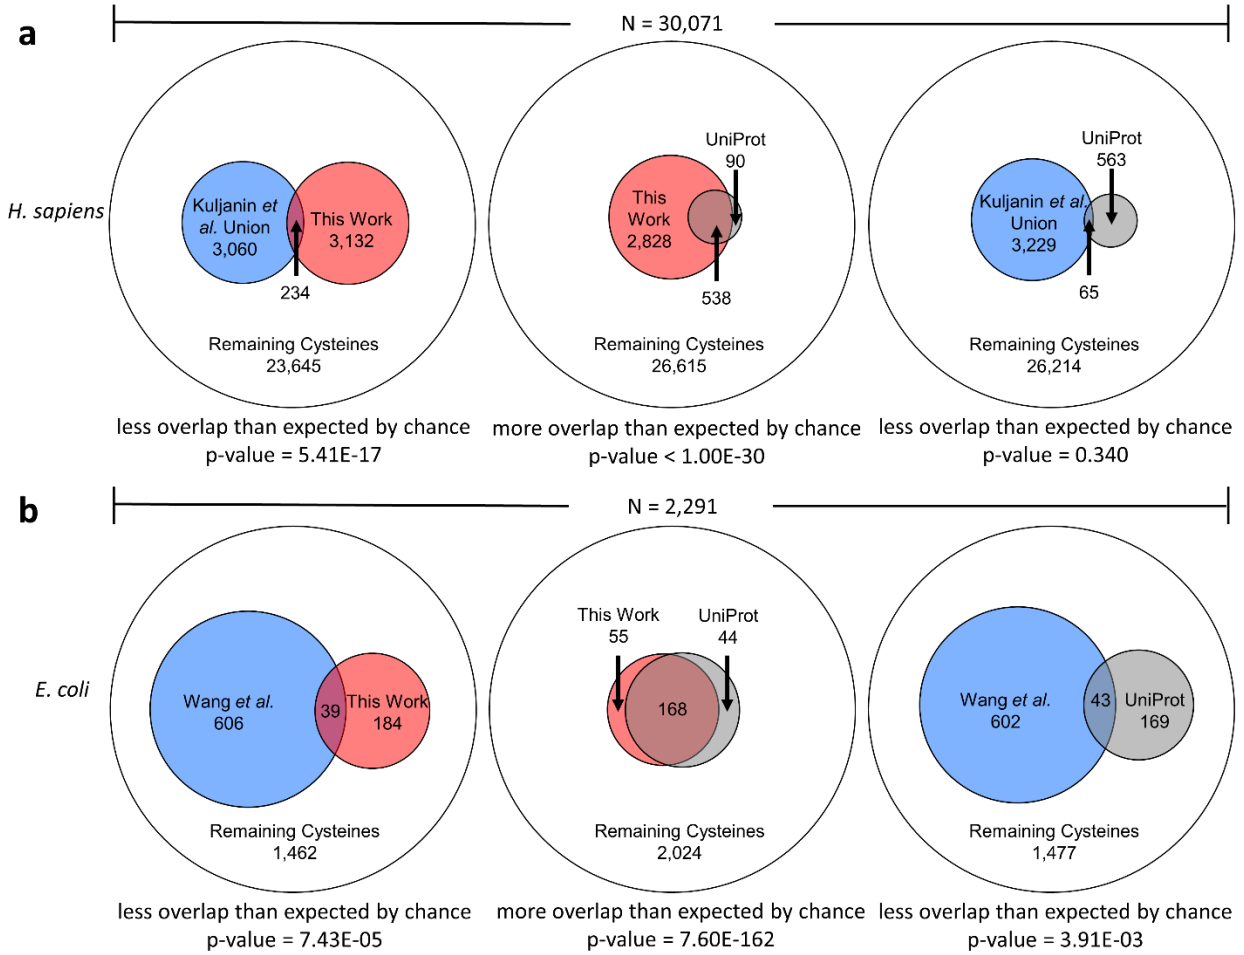 a
N = 30,071
H. sapiens
Kuljanin et
al. Union
3,060
This Work
3,132
234
Remaining Cysteines
23,645
less overlap than expected by chance
p-value = 5.41E-17
UniProt
90
This
Work
2,828
538
Remaining Cysteines
26,615
more overlap than expected by chance
p-value < 1.00E-30
UniProt
563
Kuljanin et al.
Union
3,229
65
Remaining Cysteines
26,214
less overlap than expected by chance
p-value = 0.340
b
N = 2,291
E. coli
Wang et al.
606
39
This Work
184
Remaining Cysteines
1,462
less overlap than expected by chance
p-value = 7.43E-05
This Work
55
UniProt
44
168
Remaining Cysteines
2,024
more overlap than expected by chance
p-value = 7.60E-162
Wang et al.
602
43
UniProt
169
Remaining Cysteines
1,477
less overlap than expected by chance
p-value = 3.91E-03